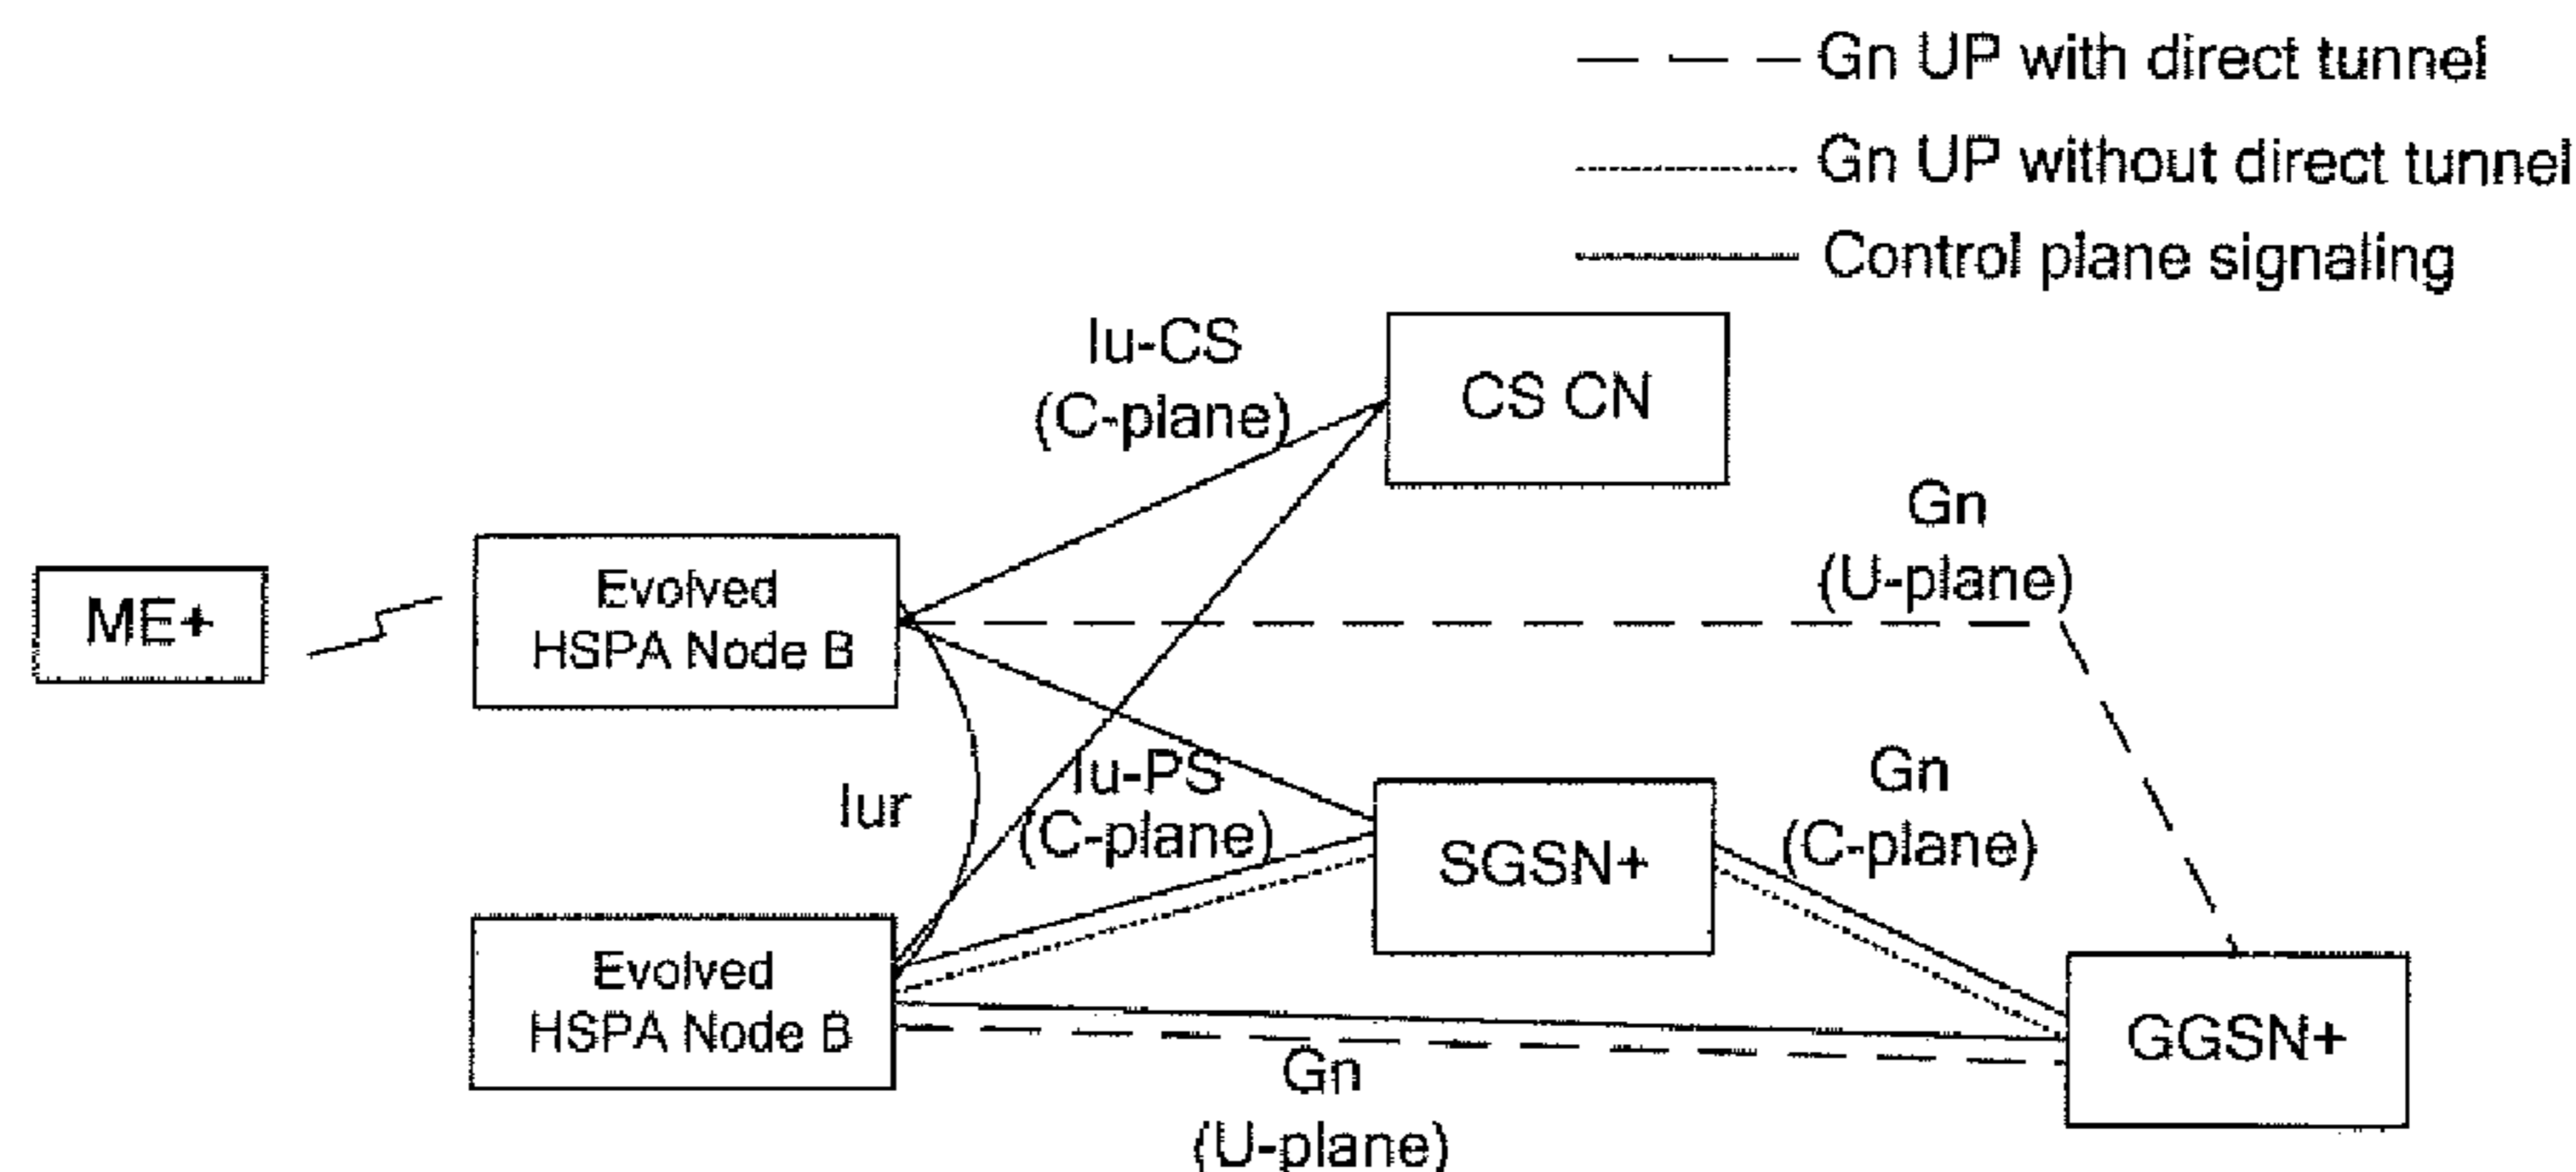 Gn UP with direct tunnel
Gn UP without direct tunnel
Control plane signaling
Iu-CS
(C-plane)
CS CN
Gn
(U-plane)
ME+
Evolved
HSPA Node B
Iur
Iu-PS
(C-plane)
Gn
(C-plane)
SGSN+
Evolved
HSPA Node B
GGSN+
Gn
(U-plane)